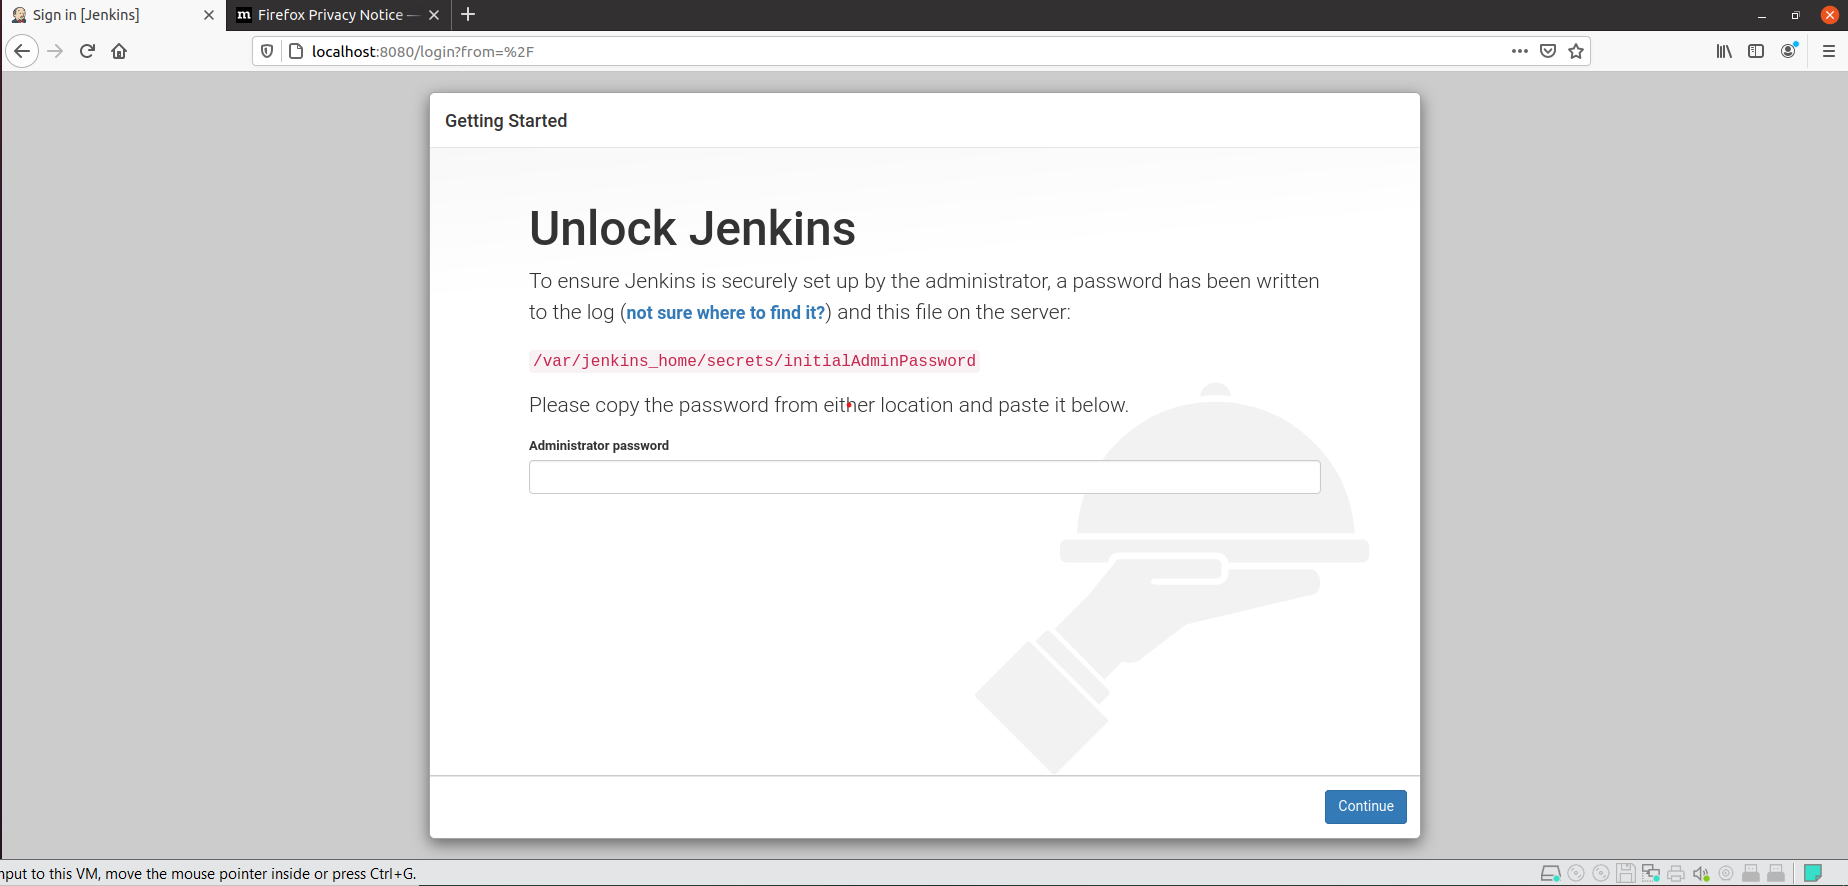 Sign in [Jenkins]
m Firefox Privacy Notice —
localhost:8080/login?from=%2F
Getting Started
Unlock Jenkins
To ensure Jenkins is securely set up by the administrator, a password has been written
to the log (not sure where to find it?) and this file on the server:
/var/jenkins_home/secrets/initialAdminPassword
Please copy the password from either location and paste it below.
Administrator password
Continue
nput to this VM, move the mouse pointer inside or press Ctrl+G.